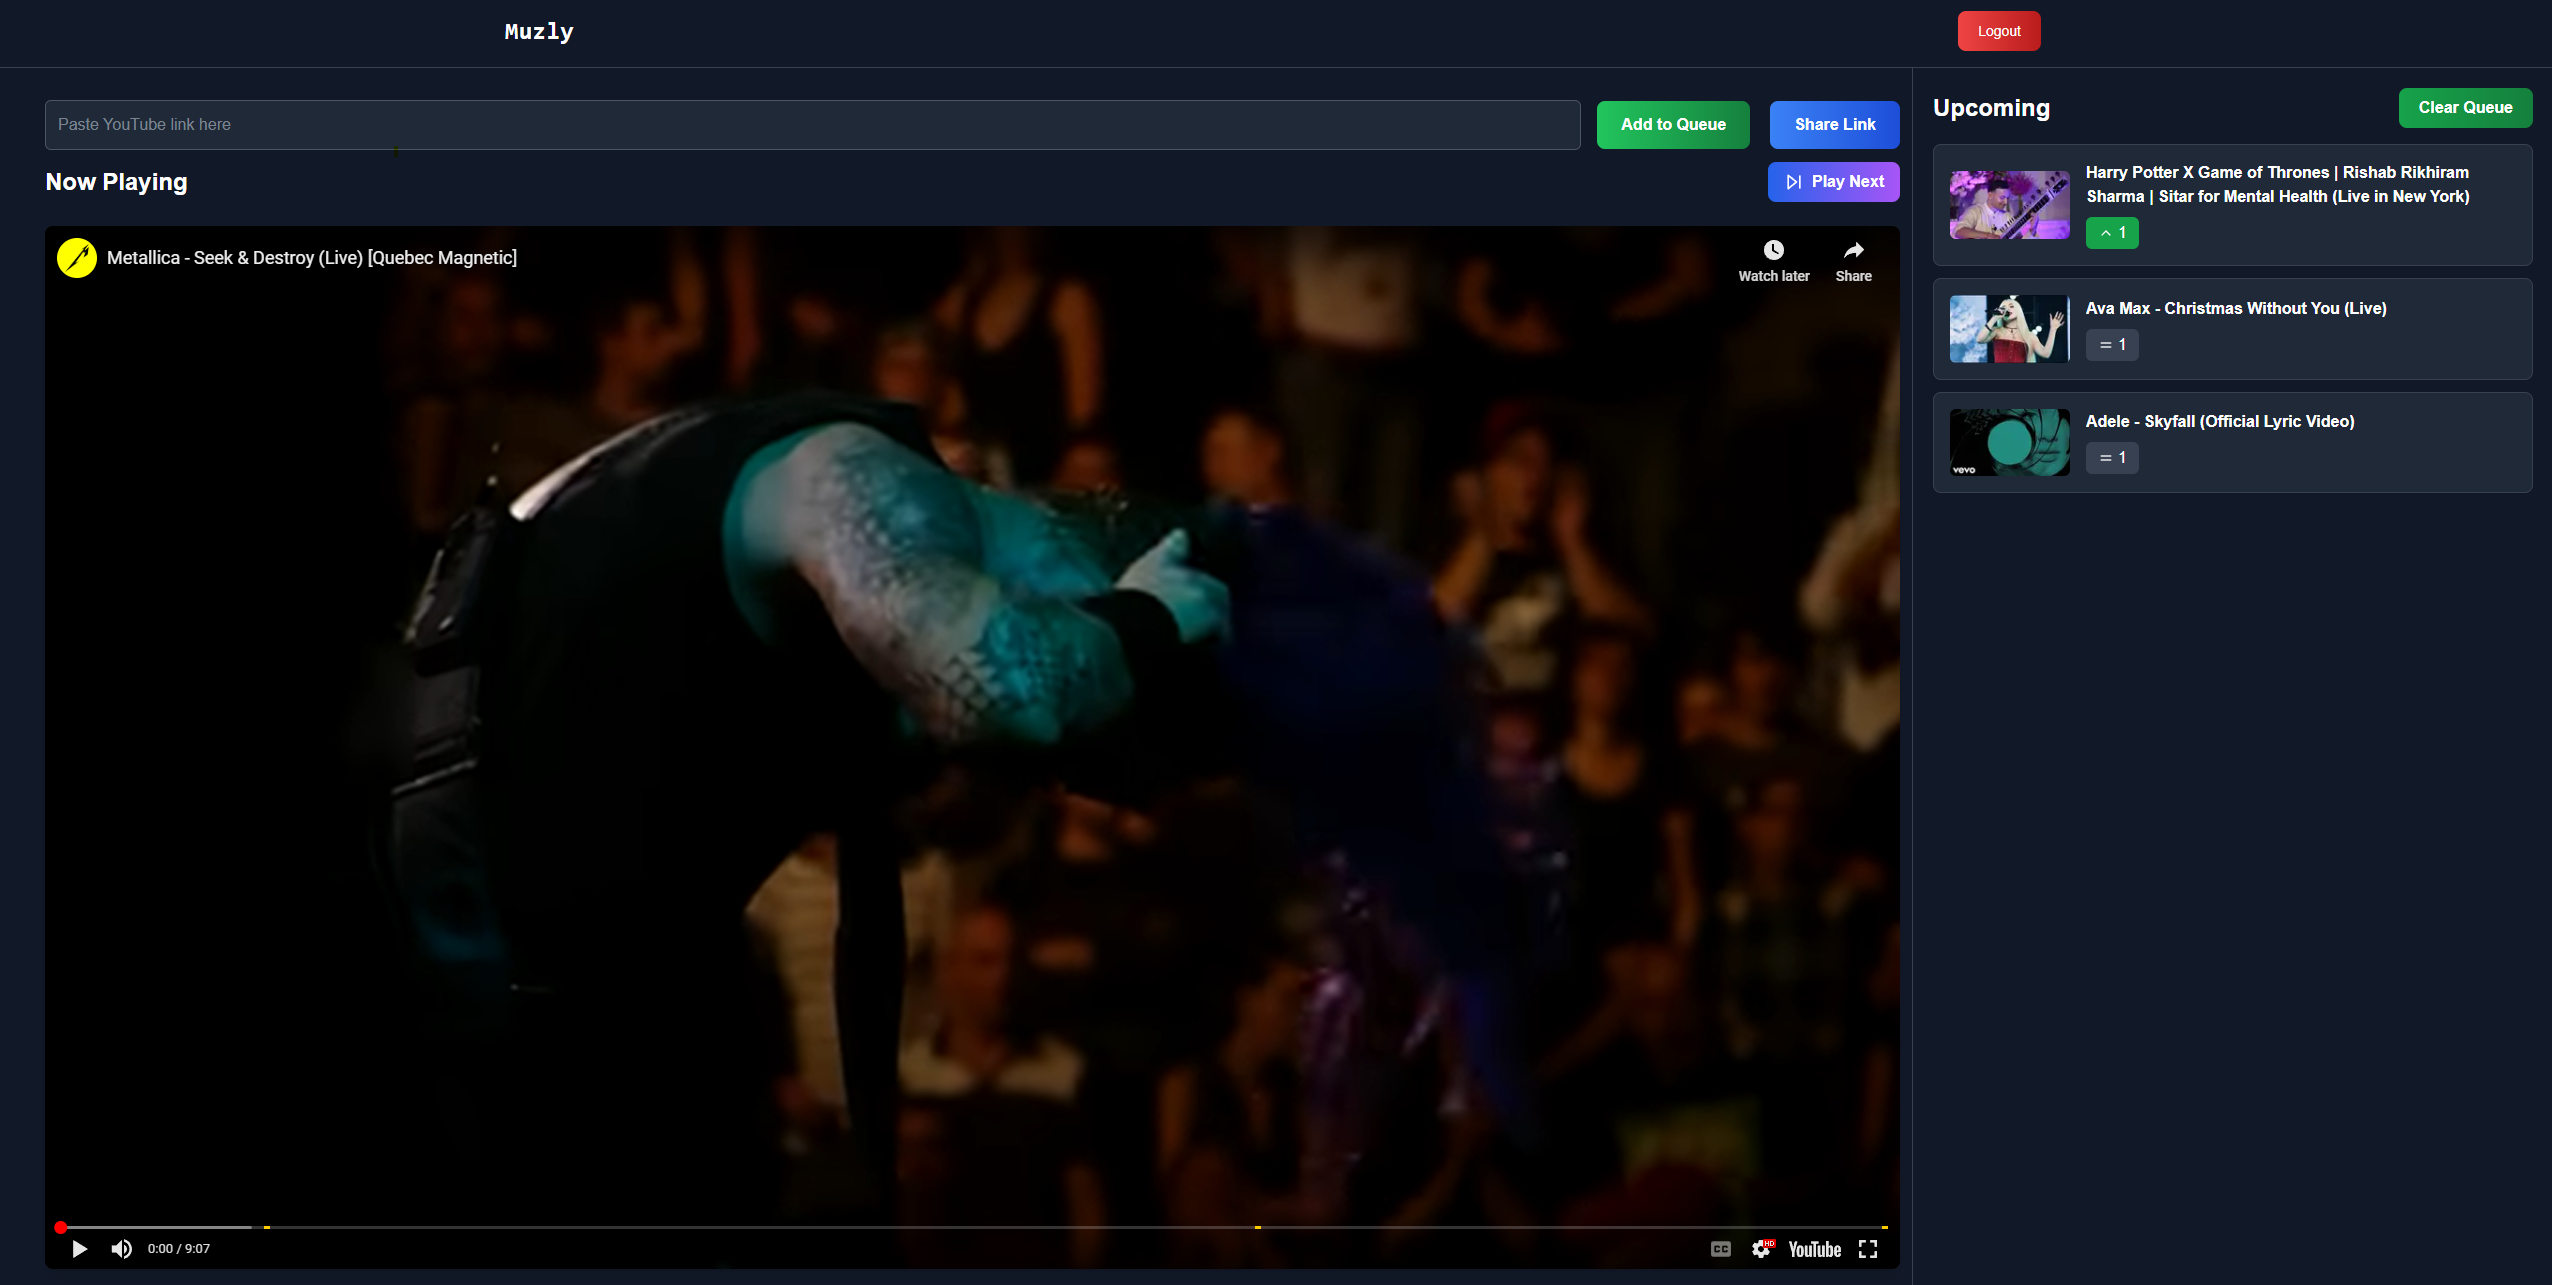 Muzly
Logout
Paste YouTube link here
Add to Queue
Share Link
Now Playing
Play Next
Metallica - Seek & Destroy (Live) [Quebec Magnetic]
Watch later
Share
0:00 / 9:07
CC
HD
YouTube
Upcoming
Clear Queue
Harry Potter X Game of Thrones | Rishab Rikhiram
Sharma | Sitar for Mental Health (Live in New York)
1
Ava Max - Christmas Without You (Live)
= 1
vevo
Adele - Skyfall (Official Lyric Video)
= 1